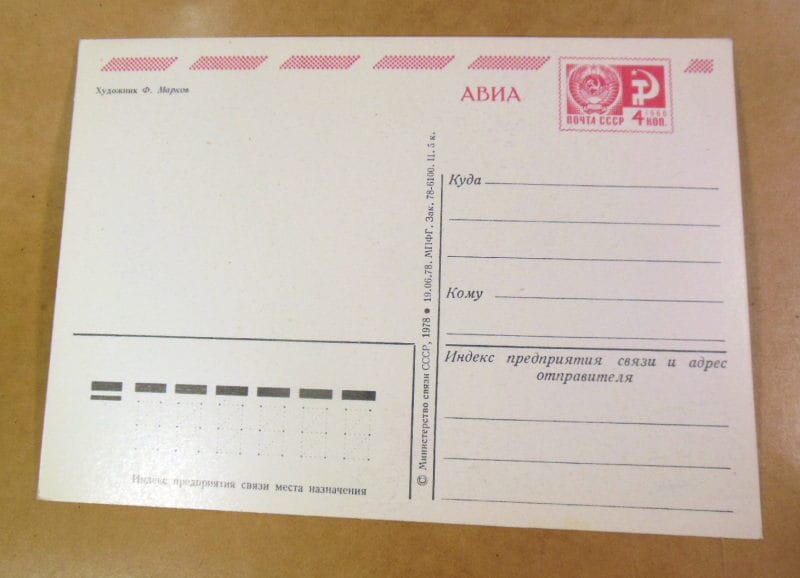 Художник Ф. Марков
АВИА
1966
ПОЧТА СССР 4 КОП.
Куда
Кому
Индекс предприятия связи и адрес
отправителя
© Министерство связи СССР, 1978 ● 19.06.78. МПФГ. Зак. 78-6100. Ц. 5 к.
Индекс предприятия связи места назначения